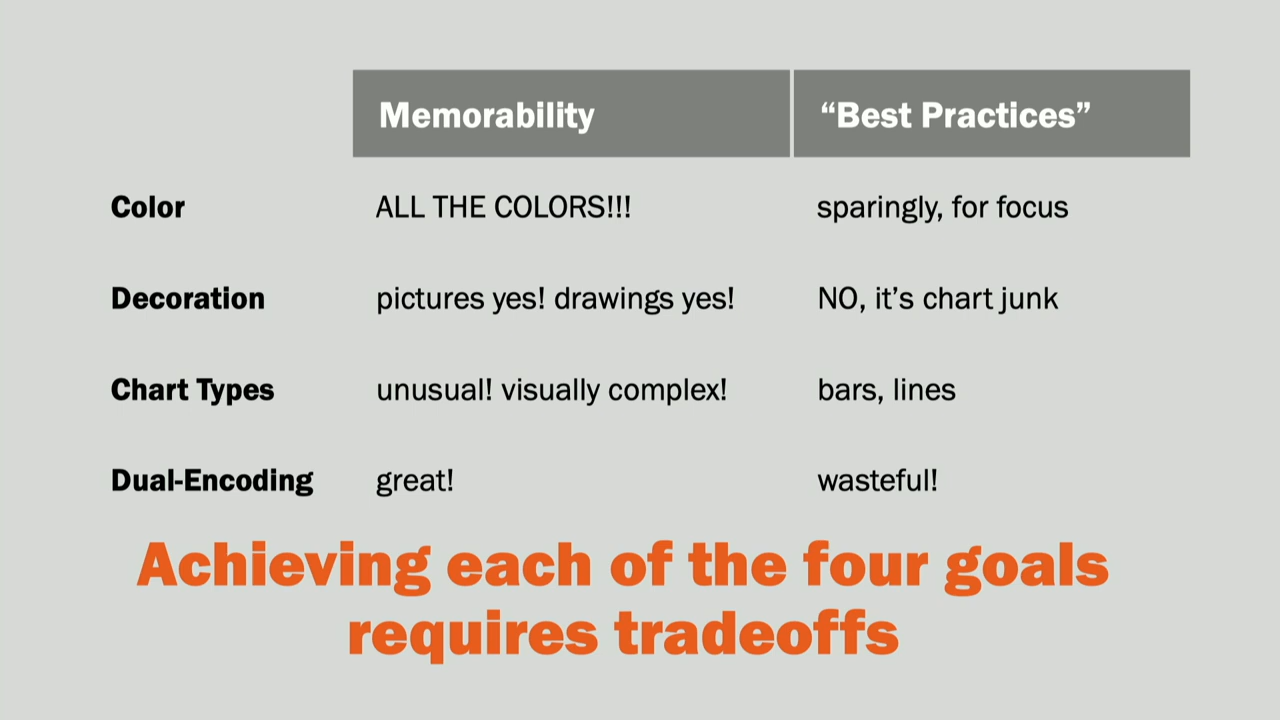 Memorability “Best Practices”
Color ALL THE COLORS!!! sparingly, for focus
Decoration pictures yes! drawings yes! NO, it’s chart junk
Chart Types unusual! visually complex! bars, lines
Dual-Encoding great! wasteful!
Achieving each of the four goals
requires tradeoffs